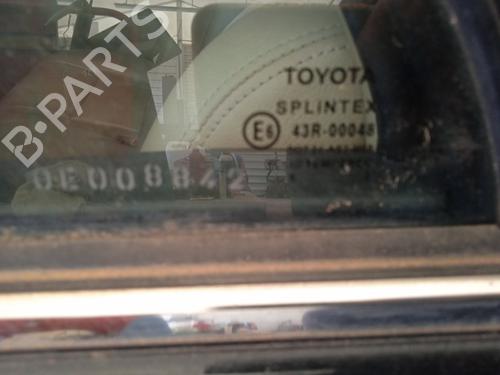 B-PARTS
TOYOTA
SPLINTEX
E6 43R-00048
0E008842